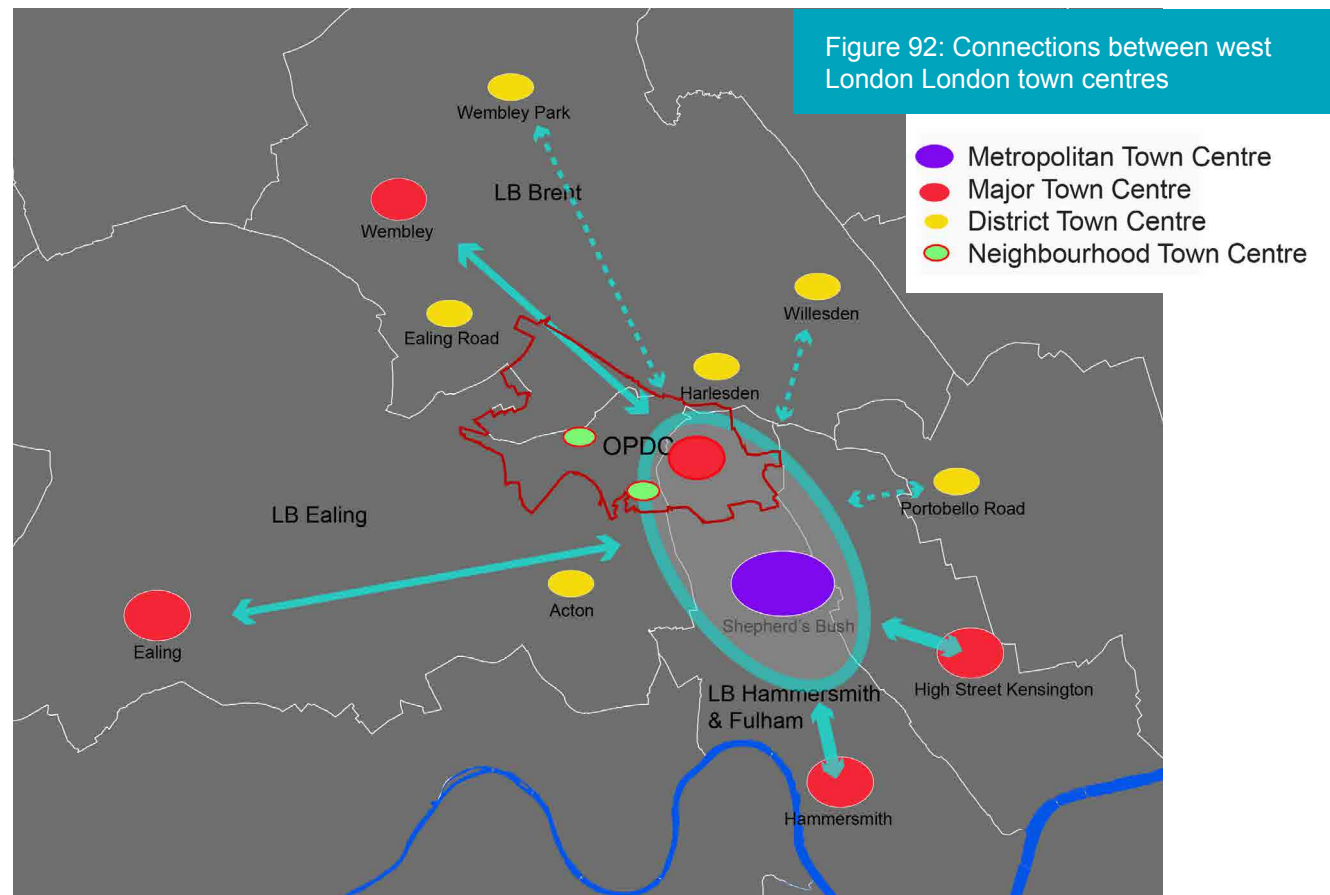 Figure 92: Connections between west
London London town centres
Metropolitan Town Centre
Major Town Centre
District Town Centre
Neighbourhood Town Centre
Wembley Park
LB Brent
Wembley
Willesden
Ealing Road
Harlesden
OPDC
Portobello Road
LB Ealing
Acton
Shepherd's Bush
Ealing
High Street Kensington
LB Hammersmith
& Fulham
Hammersmith